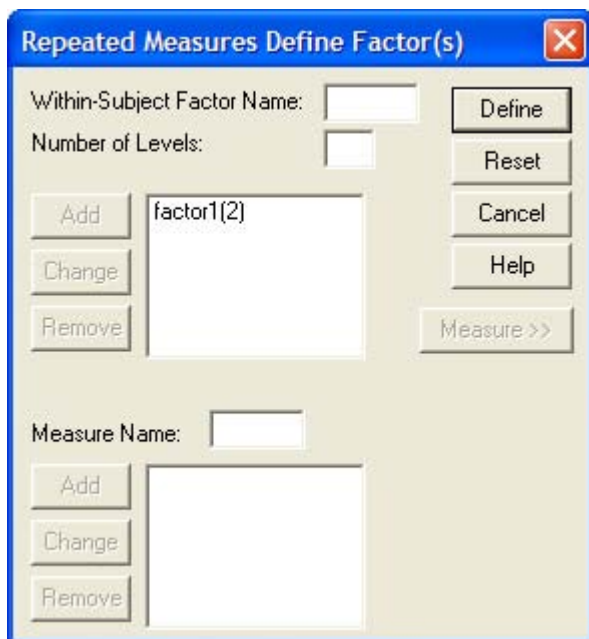 Repeated Measures Define Factor(s)
Within-Subject Factor Name:
Define
Number of Levels:
Reset
Add
factor1(2)
Cancel
Change
Help
Remove
Measure >>
Measure Name:
Add
Change
Remove